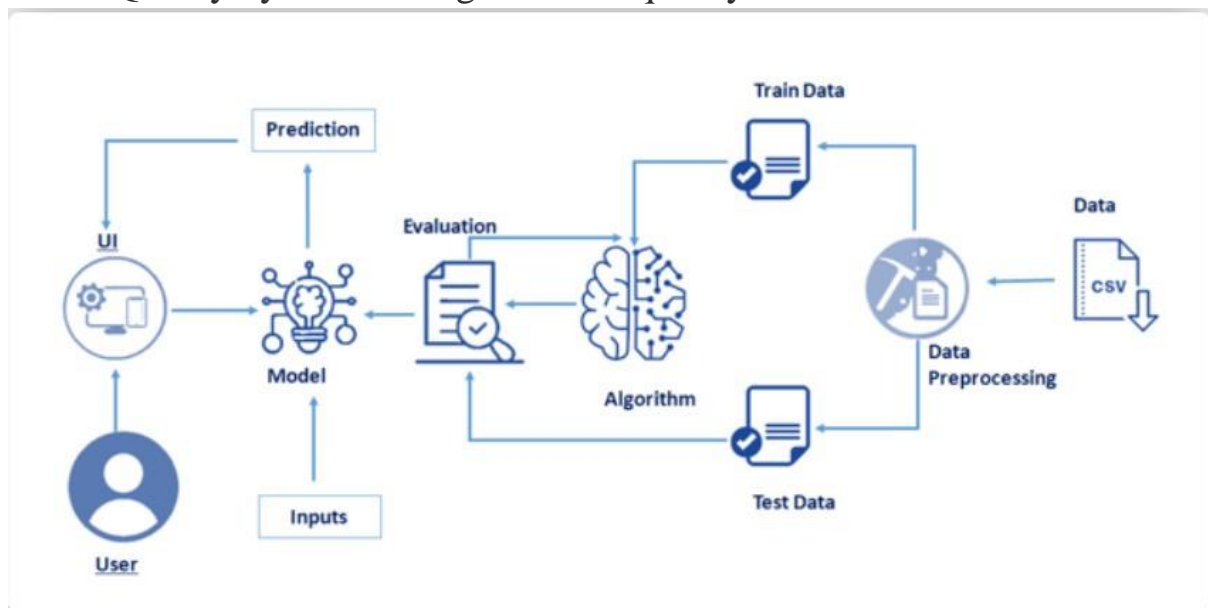 Train Data
Prediction
Data
Evaluation
UI
CSV
Model
Data
Preprocessing
Algorithm
Test Data
Inputs
User